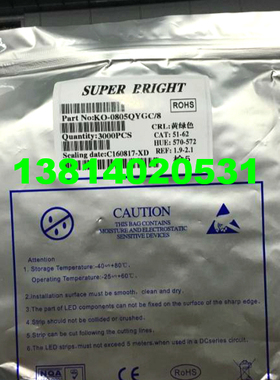 SUPER BRIGHT
Part No:KO-0805QYGC/8
ROHS
Quantity:3000PCS
CRL:黄绿色
CAT: 51-62
HUE: 570-572
REF: 1.9-2.1
Sealing date:C160817-XD
13814020531
CAUTION
THIS BAG CONTAINS
MOISTURE AND ELECTROSTATIC
SENSITIVE DEVICES
Attention:
1. Storage Temperature: -40~+80℃
Operating Temperature: -25~+60℃
2. Installation surface must be smooth, clean and dry.
3. The part of LED components can not be fixed on the surface of the sharp edge.
4. Strip should not be crumbled or crushed.
5. Strip can be cut following the cutting lines.
6. LED strips must not exceed 5 meters when used in a DCseries circuit.
HQA